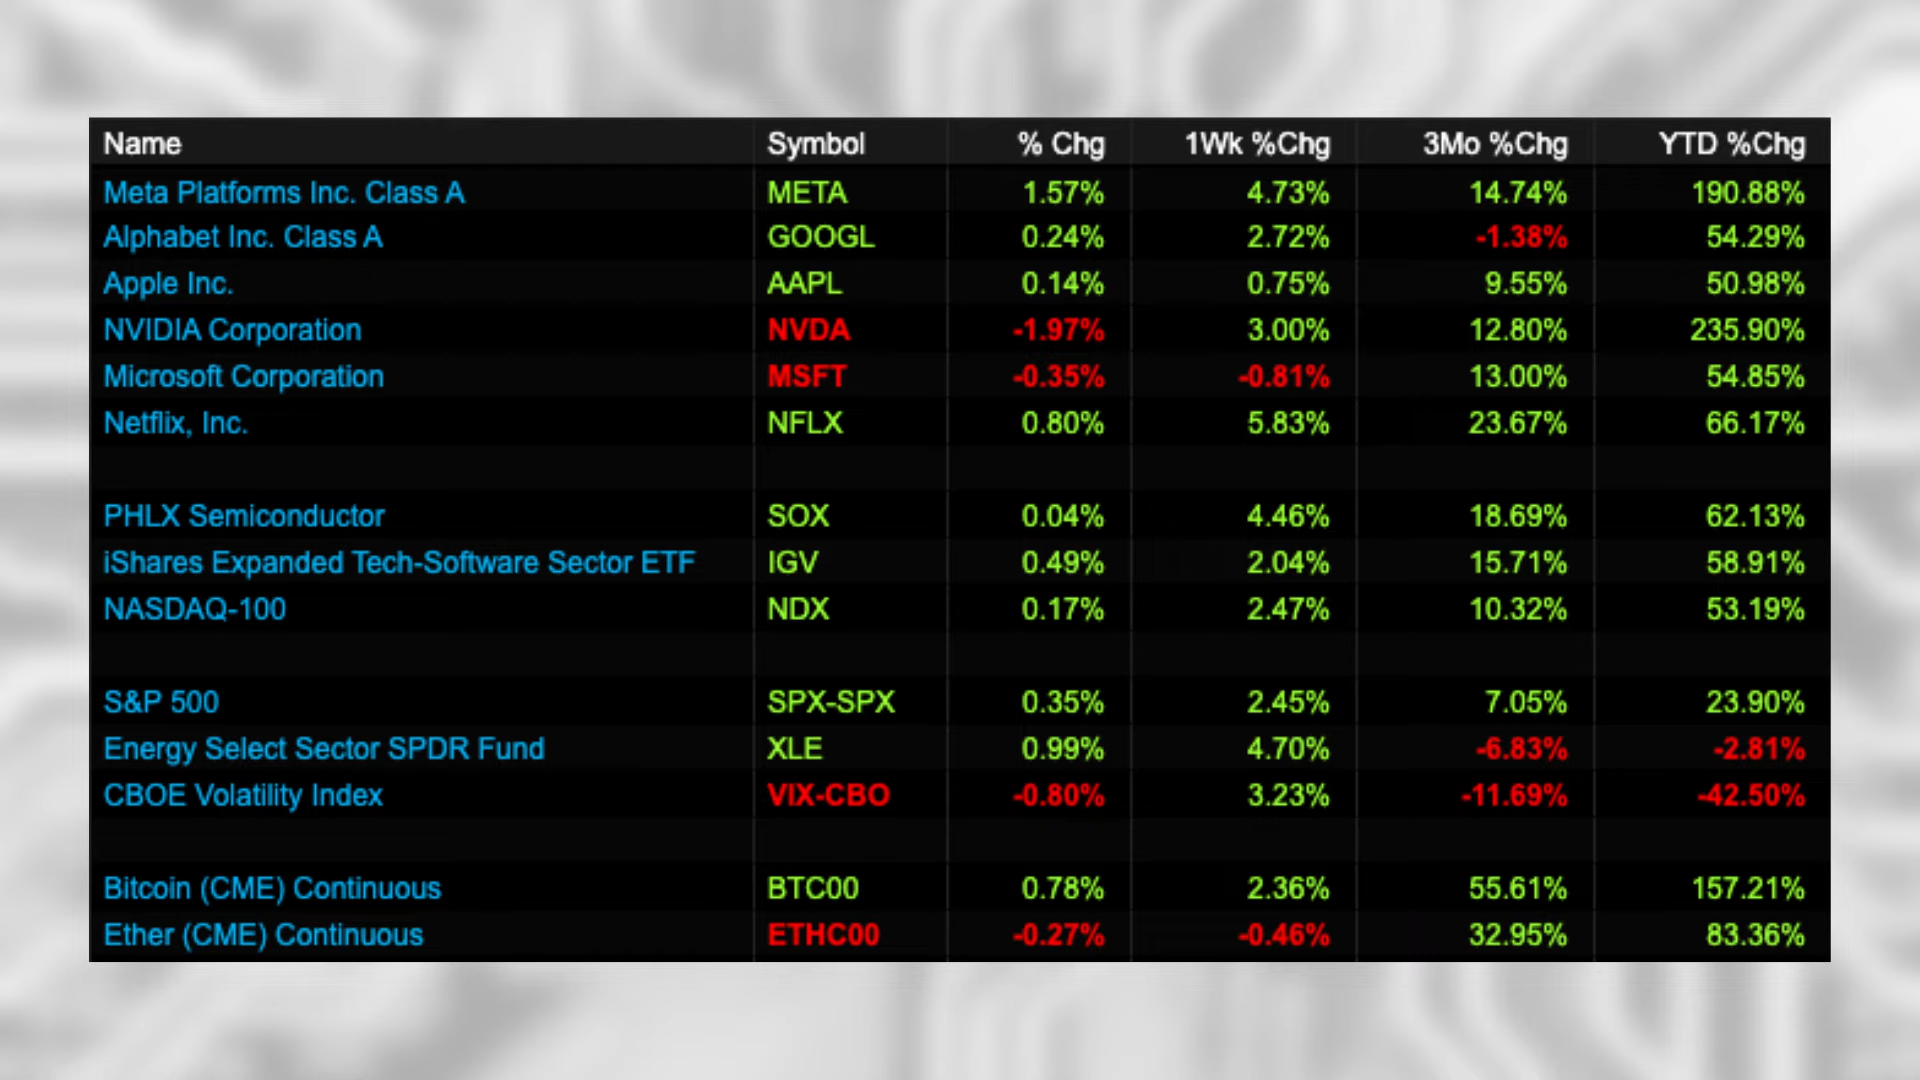 Name Symbol % Chg 1Wk %Chg 3Mo %Chg YTD %Chg
Meta Platforms Inc. Class A META 1.57% 4.73% 14.74% 190.88%
Alphabet Inc. Class A GOOGL 0.24% 2.72% -1.38% 54.29%
Apple Inc. AAPL 0.14% 0.75% 9.55% 50.98%
NVIDIA Corporation NVDA -1.97% 3.00% 12.80% 235.90%
Microsoft Corporation MSFT -0.35% -0.81% 13.00% 54.85%
Netflix, Inc. NFLX 0.80% 5.83% 23.67% 66.17%
PHLX Semiconductor SOX 0.04% 4.46% 18.69% 62.13%
iShares Expanded Tech-Software Sector ETF IGV 0.49% 2.04% 15.71% 58.91%
NASDAQ-100 NDX 0.17% 2.47% 10.32% 53.19%
S&P 500 SPX-SPX 0.35% 2.45% 7.05% 23.90%
Energy Select Sector SPDR Fund XLE 0.99% 4.70% -6.83% -2.81%
CBOE Volatility Index VIX-CBO -0.80% 3.23% -11.69% -42.50%
Bitcoin (CME) Continuous BTC00 0.78% 2.36% 55.61% 157.21%
Ether (CME) Continuous ETHC00 -0.27% -0.46% 32.95% 83.36%